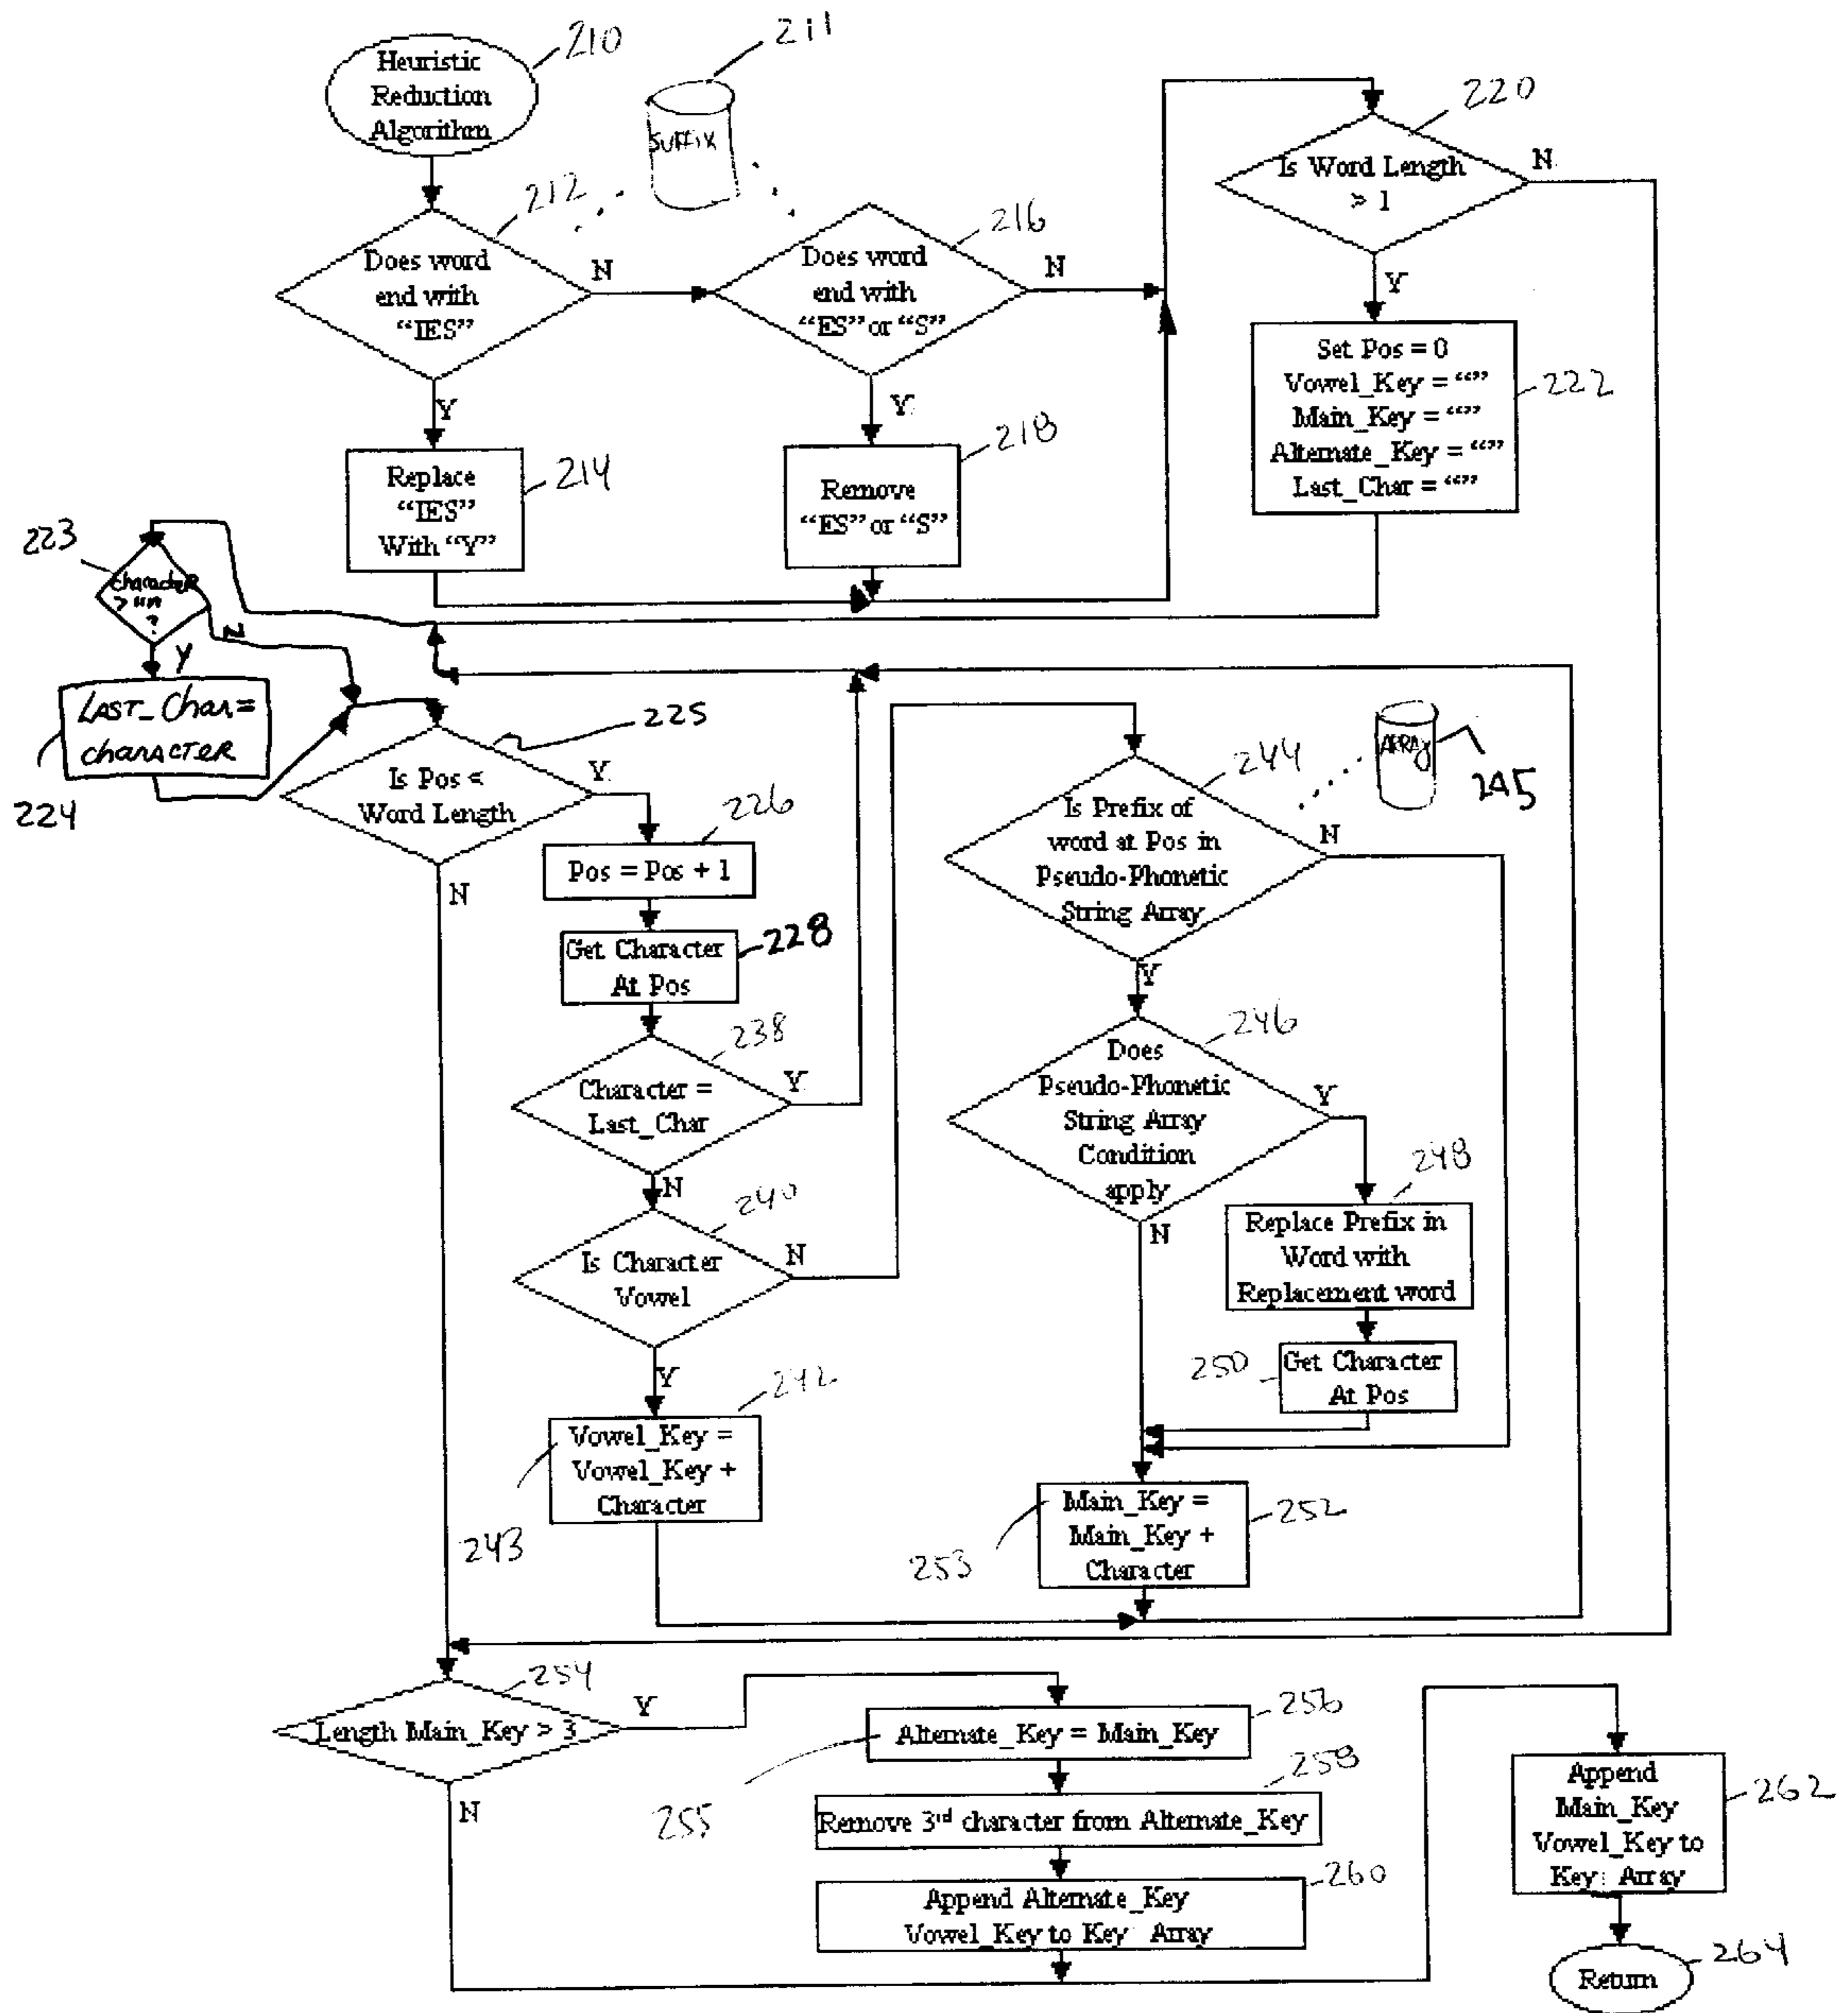 Heuristic
Reduction
Algorithm
210
211
SUFFIX
212
Does word
end with
“IES”
N
Y
216
Does word
end with
“ES” or “S”
N
Y
220
Is Word Length
> 1
N
Y
Replace
“IES”
With “Y”
214
Remove
“ES” or “S”
218
Set Pos = 0
Vowel_Key = “”
Main_Key = “”
Alternate_Key = “”
Last_Char = “”
222
223
character
> “”
?
N
Y
LAST_Char=
character
224
225
Is Pos <
Word Length
Y
N
226
Pos = Pos + 1
Get Character
At Pos
228
238
Character =
Last_Char
Y
N
240
Is Character
Vowel
N
Y
242
Vowel_Key =
Vowel_Key +
Character
243
244
ARRAY
245
Is Prefix of
word at Pos in
Pseudo-Phonetic
String Array
N
Y
246
Does
Pseudo-Phonetic
String Array
Condition
apply
Y
N
248
Replace Prefix in
Word with
Replacement word
250
Get Character
At Pos
Main_Key =
Main_Key +
Character
252
253
254
Length Main_Key > 3
Y
N
256
Alternate_Key = Main_Key
255
258
Remove 3rd character from Alternate_Key
260
Append Alternate_Key
Vowel_Key to Key Array
Append
Main_Key
Vowel_Key to
Key Array
262
Return
264